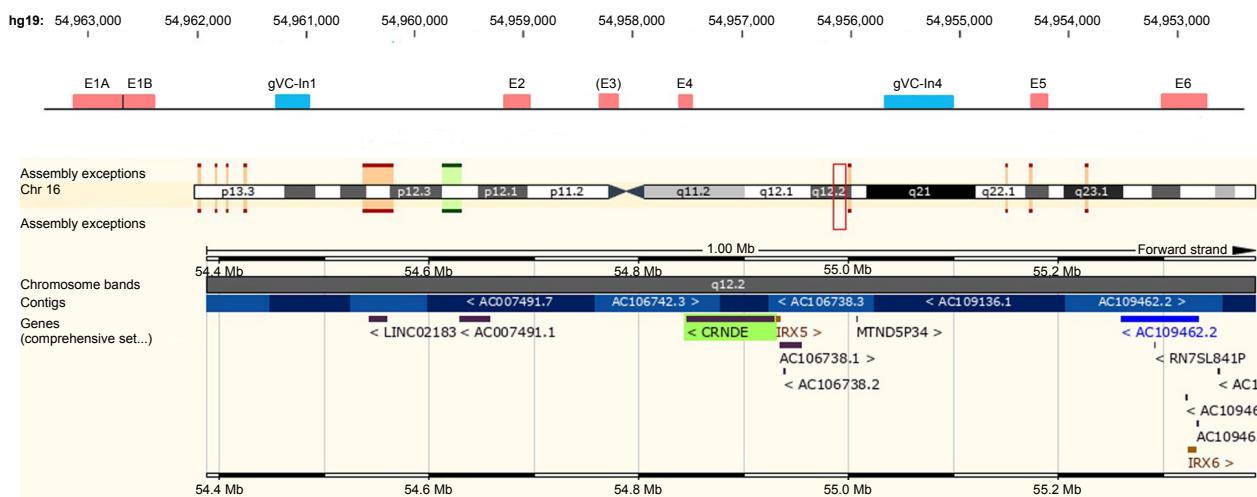 hg19: 54,963,000 54,962,000 54,961,000 54,960,000 54,959,000 54,958,000 54,957,000 54,956,000 54,955,000 54,954,000 54,953,000
E1A E1B gVC-In1 E2 (E3) E4 gVC-In4 E5 E6
Assembly exceptions
Chr 16 p13.3 p12.3 p12.1 p11.2 q11.2 q12.1 q12.2 q21 q22.1 q23.1
Assembly exceptions
1.00 Mb Forward strand
54.4 Mb 54.6 Mb 54.8 Mb 55.0 Mb 55.2 Mb
Chromosome bands q12.2
Contigs < AC007491.7 AC106742.3 > < AC106738.3 < AC109136.1 AC109462.2 >
Genes
(comprehensive set...) < LINC02183 < AC007491.1 < CRNDE IRX5 > MTND5P34 > < AC109462.2
AC106738.1 > < RN7SL841P
< AC106738.2 < AC1
< AC10946
AC10946
IRX6 >
54.4 Mb 54.6 Mb 54.8 Mb 55.0 Mb 55.2 Mb